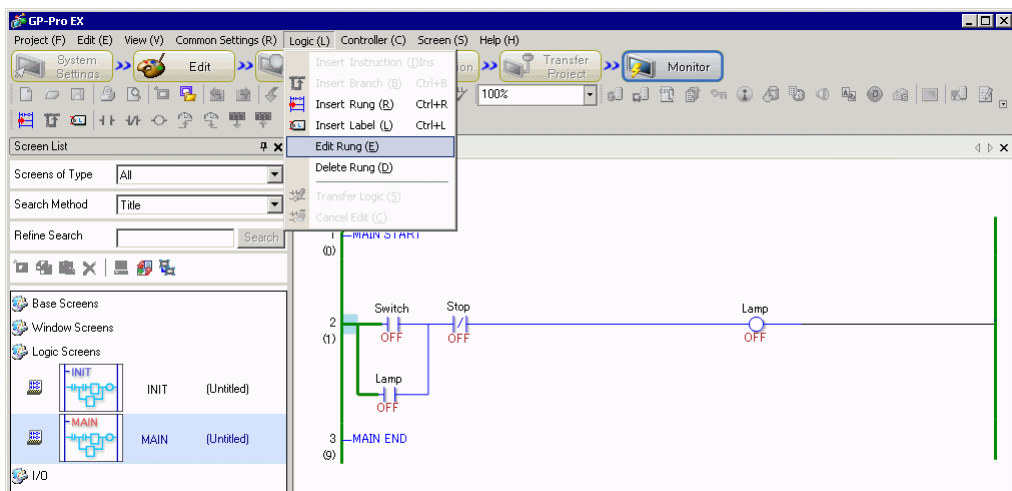 GP-Pro EX
Project (F) Edit (E) View (V) Common Settings (R) Logic (L) Controller (C) Screen (S) Help (H)
System Settings Edit Transfer Project Monitor
Insert Instruction (I)Ins
Insert Branch (B) Ctrl+B
100%
Insert Rung (R) Ctrl+R
Insert Label (L) Ctrl+L
Screen List
Edit Rung (E)
Delete Rung (D)
Screens of Type All
Transfer Logic (S)
Search Method Title
Cancel Edit (C)
Refine Search Search
1 MAIN START
(0)
Base Screens
Switch Stop Lamp
Window Screens
2
(1) OFF OFF OFF
Logic Screens
INIT
INIT (Untitled)
Lamp
OFF
MAIN
MAIN (Untitled)
3 MAIN END
(9)
I/O